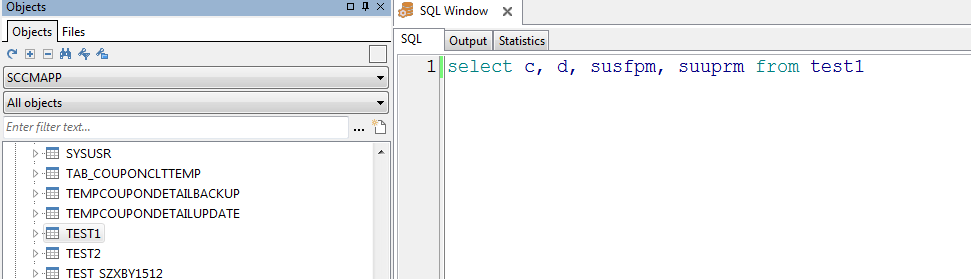 Objects
Objects Files
SCCMAPP
All objects
Enter filter text... ...
SYSUSR
TAB_COUPONCLTTEMP
TEMPCOUPONDETAILBACKUP
TEMPCOUPONDETAILUPDATE
TEST1
TEST2
TEST_SZXBY1512
SQL Window
SQL Output Statistics
1 select c, d, susfpm, suuprm from test1